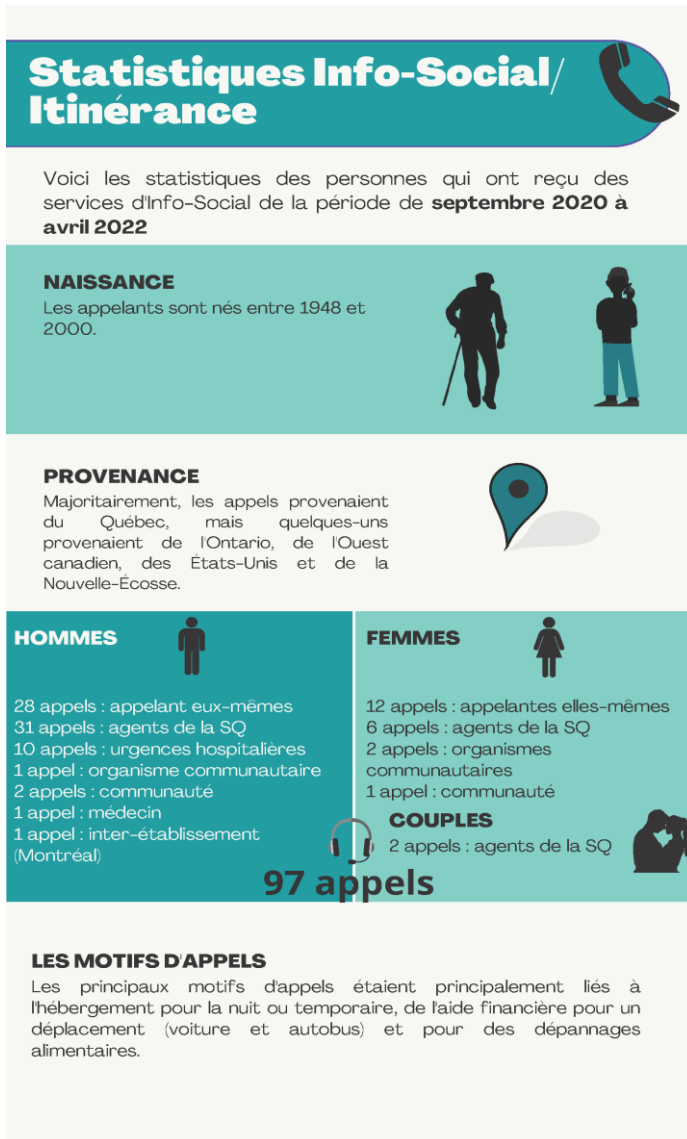 Statistiques Info-Social/
Itinérance
Voici les statistiques des personnes qui ont reçu des
services d'Info-Social de la période de septembre 2020 à
avril 2022
NAISSANCE
Les appelants sont nés entre 1948 et
2000.
PROVENANCE
Majoritairement, les appels provenaient
du Québec, mais quelques-uns
provenaient de l'Ontario, de l'Ouest
canadien, des États-Unis et de la
Nouvelle-Écosse.
HOMMES
28 appels : appelant eux-mêmes
31 appels : agents de la SQ
10 appels : urgences hospitalières
1 appel : organisme communautaire
2 appels : communauté
1 appel : médecin
1 appel : inter-établissement
(Montréal)
FEMMES
12 appels : appelantes elles-mêmes
6 appels : agents de la SQ
2 appels : organismes
communautaires
1 appel : communauté
COUPLES
2 appels : agents de la SQ
97 appels
LES MOTIFS D'APPELS
Les principaux motifs d'appels étaient principalement liés à
l'hébergement pour la nuit ou temporaire, de l'aide financière pour un
déplacement (voiture et autobus) et pour des dépannages
alimentaires.